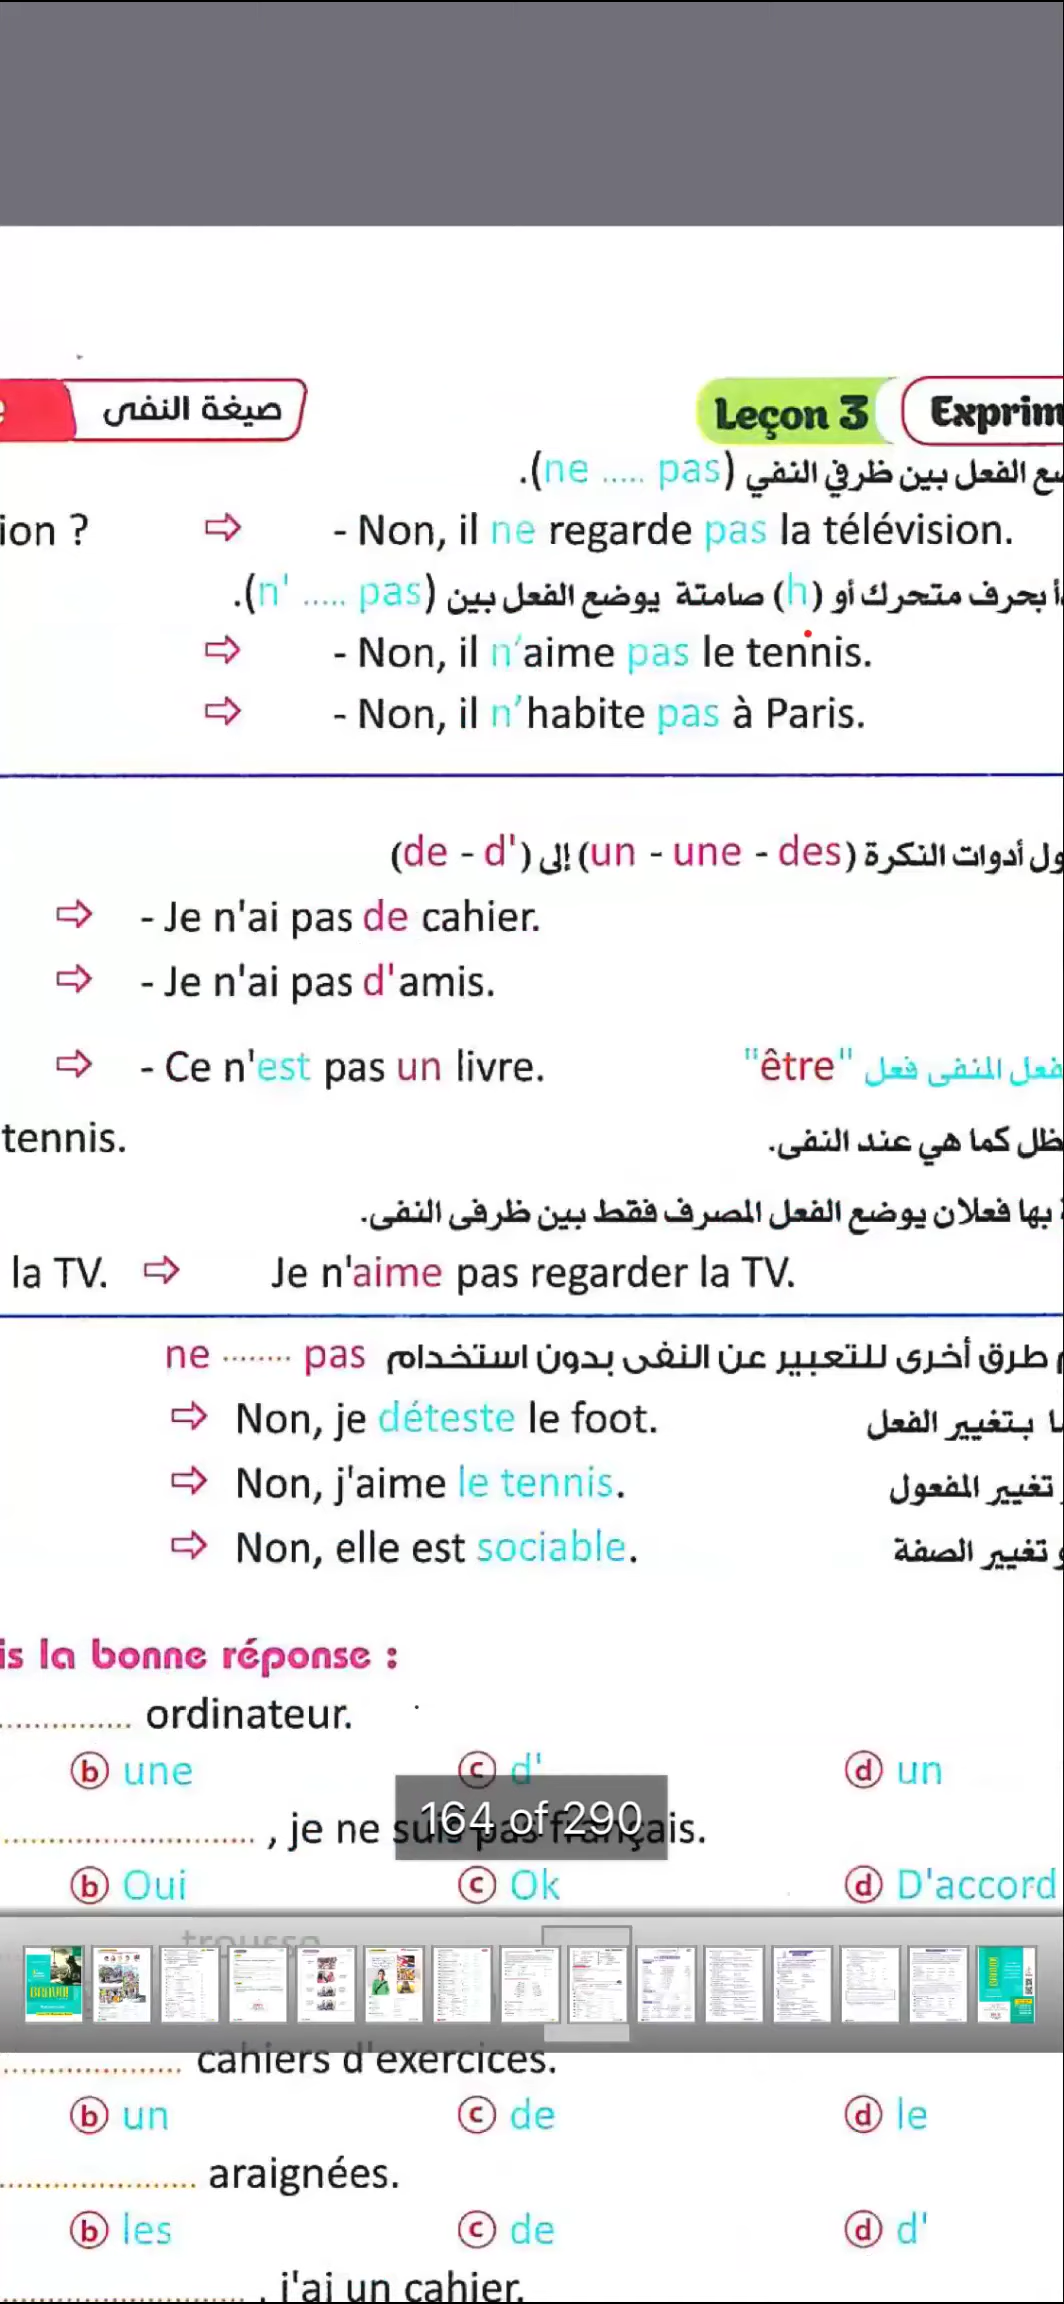 صيغة النفى
Leçon 3
الفعل بين ظرفي النفي (ne ..... pas).
? - Non, il ne regarde pas la télévision.
بحرف متحرك أو (h) صامتة يوضع الفعل بين (n' ..... pas).
- Non, il n'aime pas le tennis.
- Non, il n'habite pas à Paris.
أدوات النكرة (un - une - des) إلى (de - d')
- Je n'ai pas de cahier.
- Je n'ai pas d'amis.
- Ce n'est pas un livre. المنفى فعل "être"
tennis.
كما هي عند النفى.
بها فعلان يوضع الفعل المصرف فقط بين ظرفى النفى.
la TV. Je n'aime pas regarder la TV.
طرق أخرى للتعبير عن النفى بدون استخدام ne ........ pas
Non, je déteste le foot. بتغيير الفعل
Non, j'aime le tennis. تغيير المفعول
Non, elle est sociable. تغيير الصفة
la bonne réponse :
............... ordinateur.
b une c d' d un
............................ , je ne suis pas français.
164 of 290
b Oui c Ok d D'accord
trousse
.................... cahiers d'exercices.
b un c de d le
...................... araignées.
b les c de d d'
............................ , j'ai un cahier.